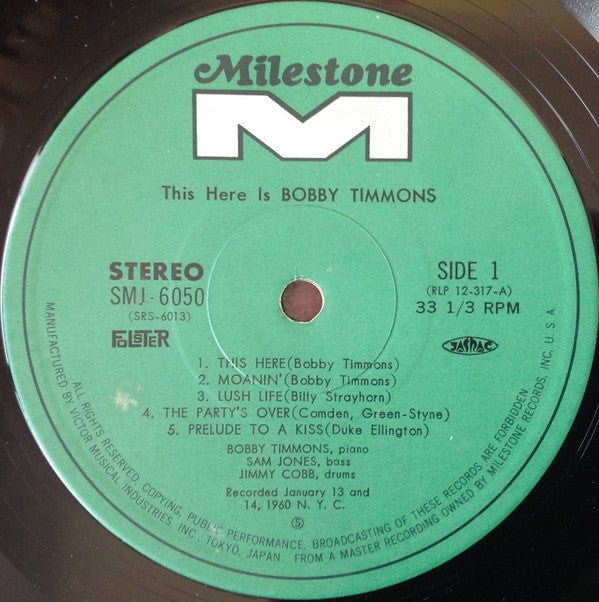 Milestone
M
This Here Is BOBBY TIMMONS
STEREO
SMJ-6050
(SRS-6013)
FOLSTER
SIDE 1
(RLP 12-317-A)
33 1/3 RPM
JASRAC
1. THIS HERE(Bobby Timmons)
2. MOANIN'(Bobby Timmons)
3. LUSH LIFE(Billy Strayhorn)
4. THE PARTY'S OVER(Comden, Green-Styne)
5. PRELUDE TO A KISS(Duke Ellington)
BOBBY TIMMONS, piano
SAM JONES, bass
JIMMY COBB, drums
Recorded January 13 and
14, 1960 N. Y. C.
⑤
ALL RIGHTS RESERVED. COPYING, PUBLIC PERFORMANCE, BROADCASTING OF THESE RECORDS ARE FORBIDDEN.
MANUFACTURED BY VICTOR MUSICAL INDUSTRIES, INC. TOKYO, JAPAN. FROM A MASTER RECORDING OWNED BY MILESTONE RECORDS, INC, U. S. A.